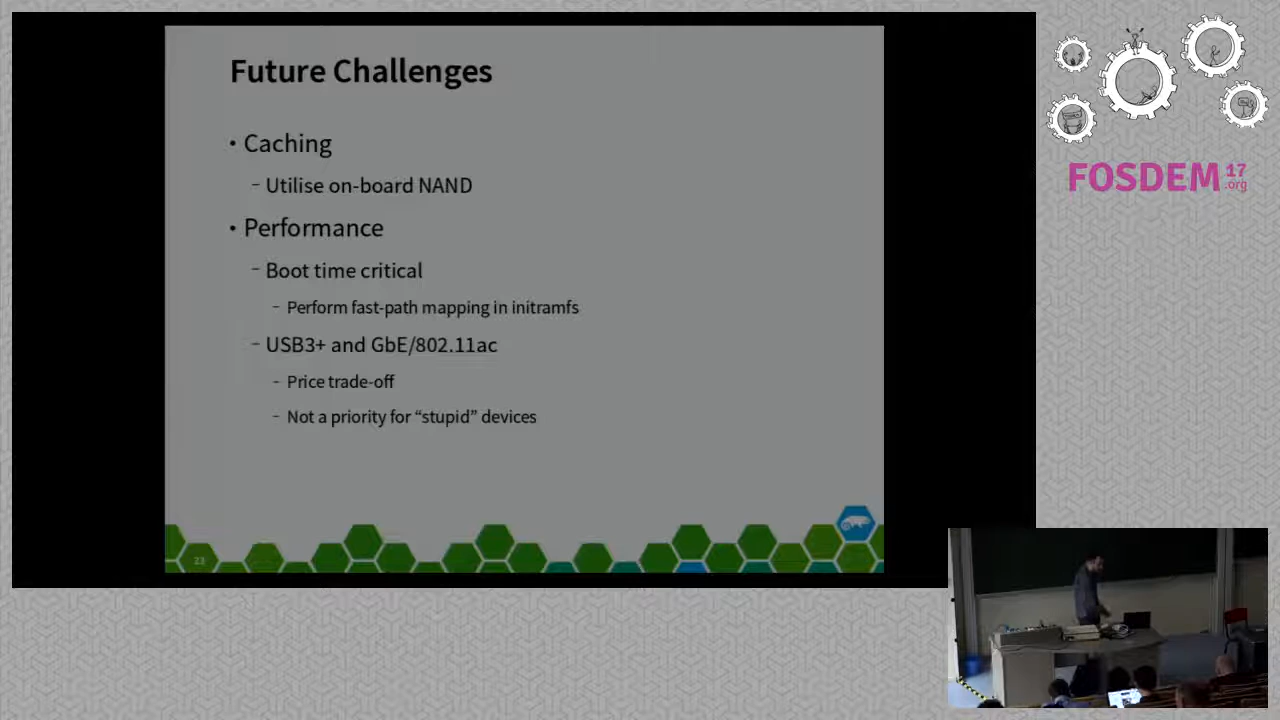 Future Challenges
• Caching
– Utilise on-board NAND
• Performance
– Boot time critical
– Perform fast-path mapping in initramfs
– USB3+ and GbE/802.11ac
– Price trade-off
– Not a priority for “stupid” devices
23
FOSDEM 17
.org